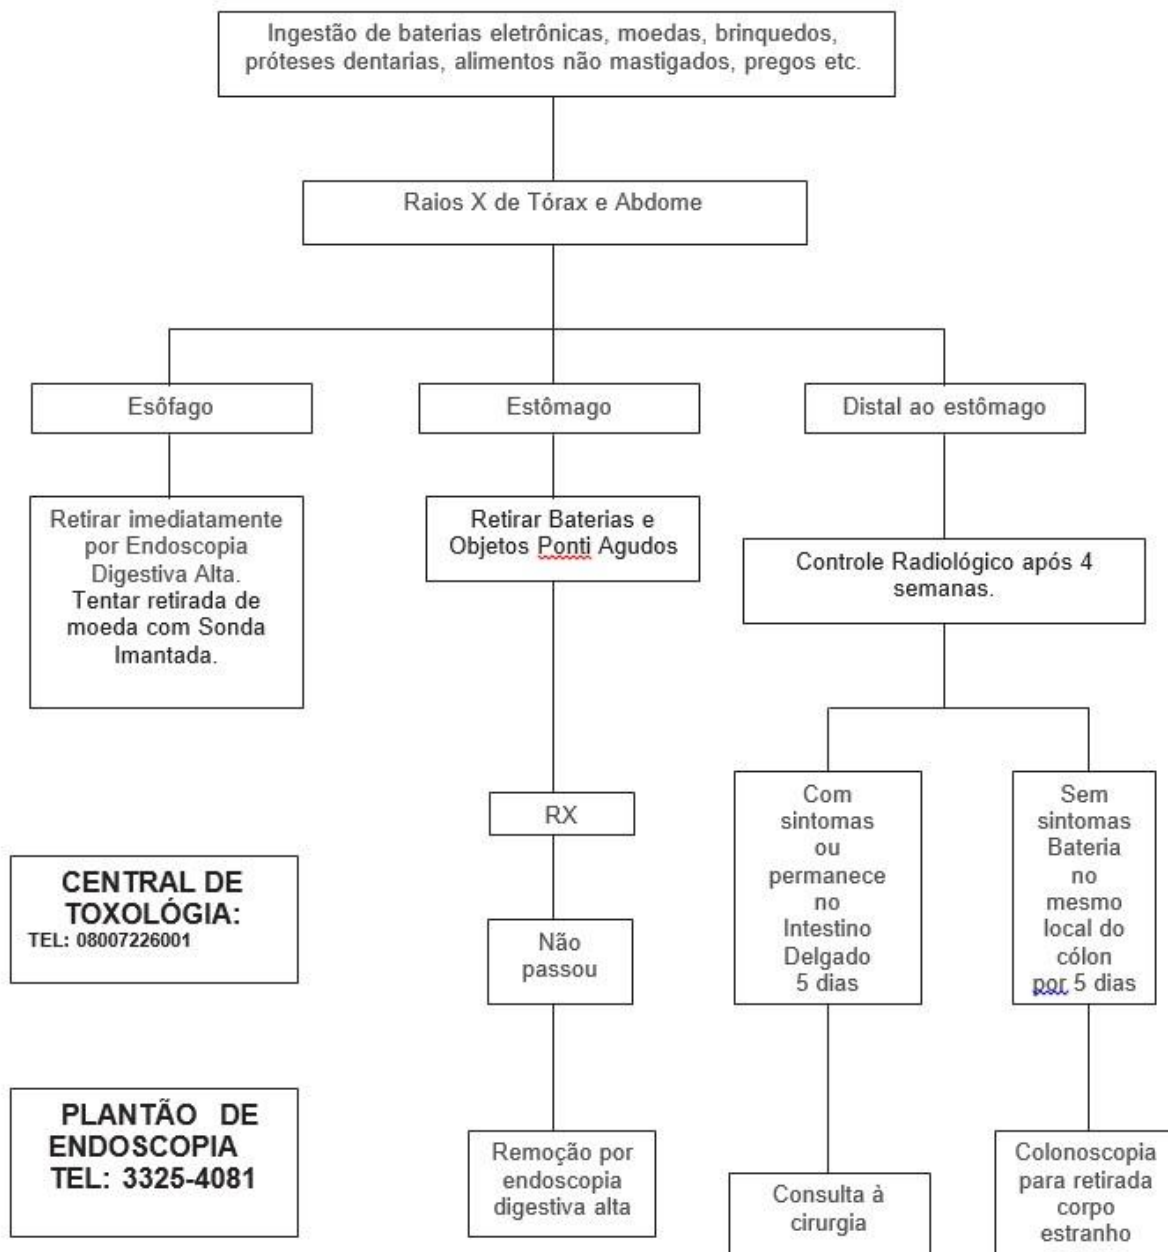 Ingestão de baterias eletrônicas, moedas, brinquedos,
próteses dentarias, alimentos não mastigados, pregos etc.
Raios X de Tórax e Abdome
Esôfago
Estômago
Distal ao estômago
Retirar imediatamente
por Endoscopia
Digestiva Alta.
Tentar retirada de
moeda com Sonda
Imantada.
Retirar Baterias e
Objetos Ponti Agudos
Controle Radiológico após 4
semanas.
RX
Com
sintomas
ou
permanece
no
Intestino
Delgado
5 dias
Sem
sintomas
Bateria
no
mesmo
local do
cólon
por 5 dias
CENTRAL DE
TOXOLÓGIA:
TEL: 08007226001
Não
passou
PLANTÃO DE
ENDOSCOPIA
TEL: 3325-4081
Remoção por
endoscopia
digestiva alta
Consulta à
cirurgia
Colonoscopia
para retirada
corpo
estranho